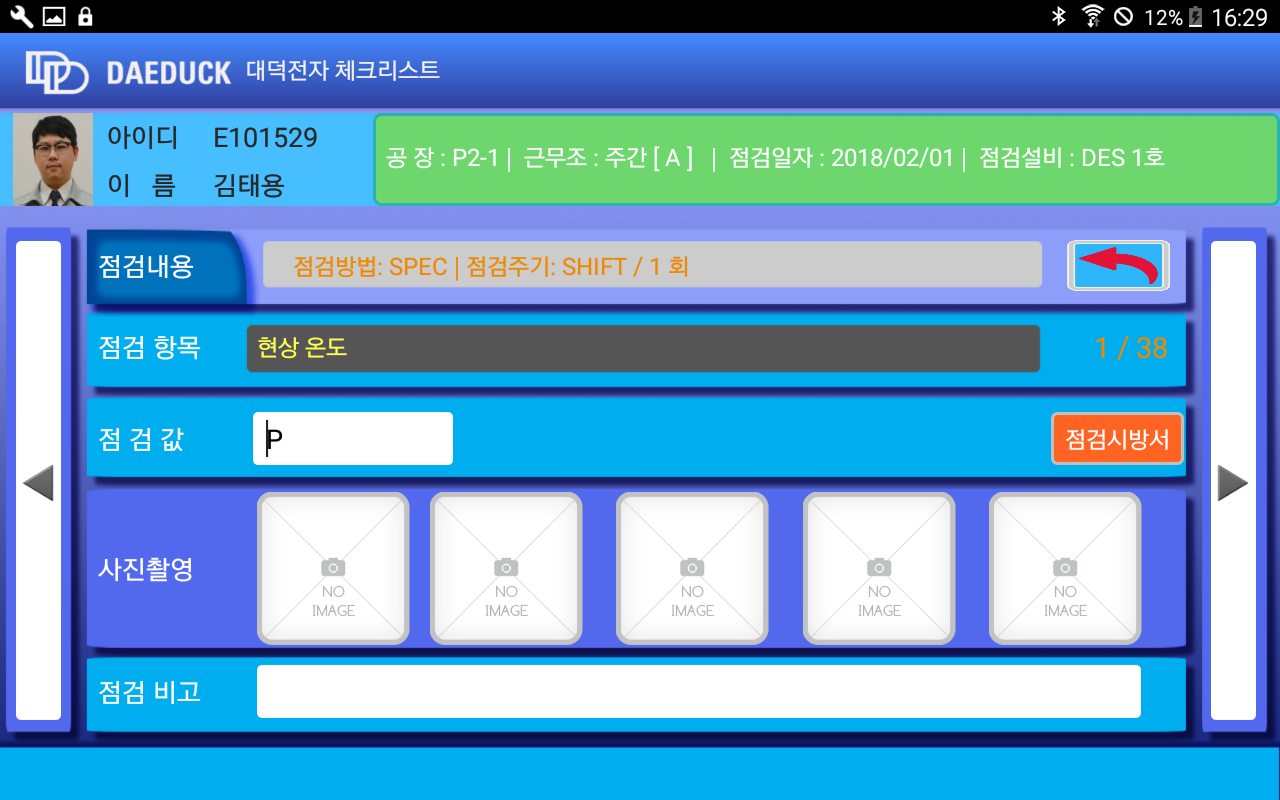 12% 16:29
DAEDUCK 대덕전자 체크리스트
아이디 E101529
이 름 김태용
공 장 : P2-1 | 근무조 : 주간 [ A ] | 점검일자 : 2018/02/01 | 점검설비 : DES 1호
점검내용 점검방법: SPEC | 점검주기: SHIFT / 1 회
점검 항목 현상 온도 1 / 38
점 검 값 P 점검시방서
사진촬영
NO IMAGE NO IMAGE NO IMAGE NO IMAGE NO IMAGE
점검 비고